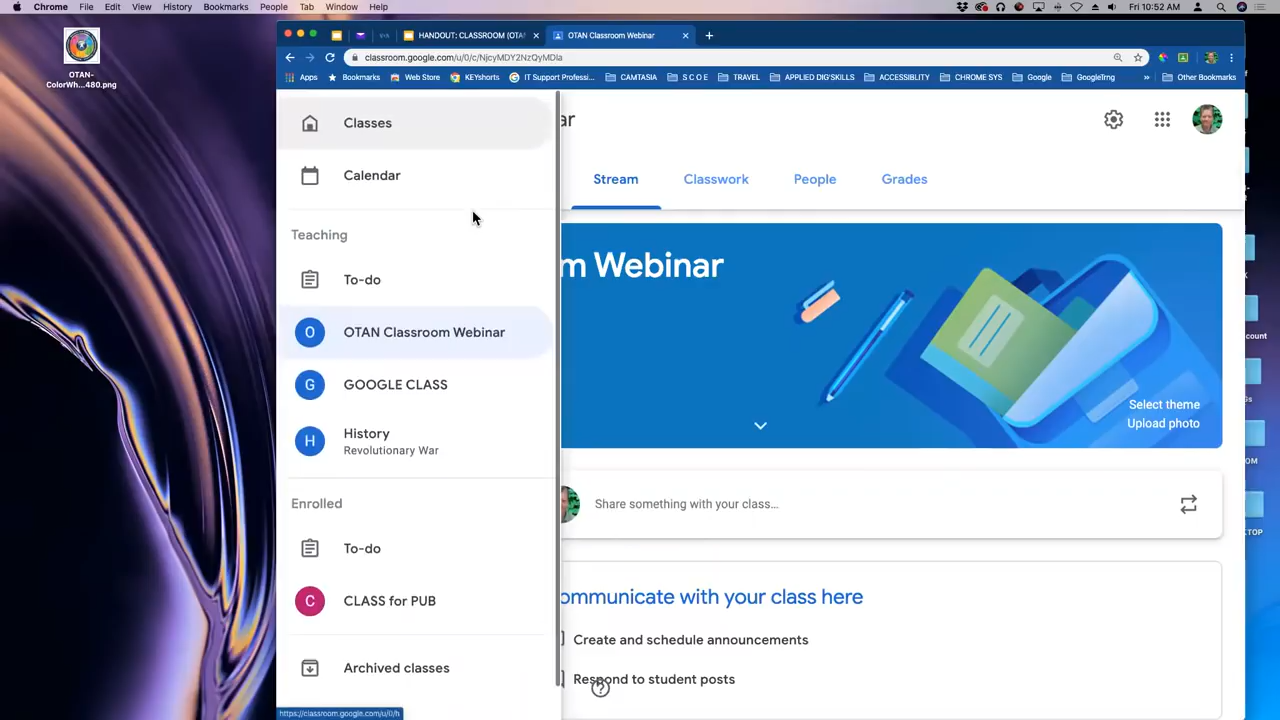 Chrome File Edit View History Bookmarks People Tab Window Help
Fri 10:52 AM
OTAN-
ColorWh...480.png
HANDOUT: CLASSROOM (OTAN
OTAN Classroom Webinar
classroom.google.com/u/0/c/NjcyMDY2NzQyMDla
Apps Bookmarks Web Store KEYshorts IT Support Professi... CAMTASIA S C O E TRAVEL APPLIED DIG'SKILLS ACCESSIBLITY CHROME SYS Google GoogleTrng » Other Bookmarks
Classes
ar
Calendar
Stream Classwork People Grades
Teaching
m Webinar
To-do
O OTAN Classroom Webinar
G GOOGLE CLASS
Select theme
Upload photo
H History
Revolutionary War
Enrolled
Share something with your class...
To-do
C CLASS for PUB
ommunicate with your class here
Create and schedule announcements
Archived classes
Respond to student posts
https://classroom.google.com/u/0/h